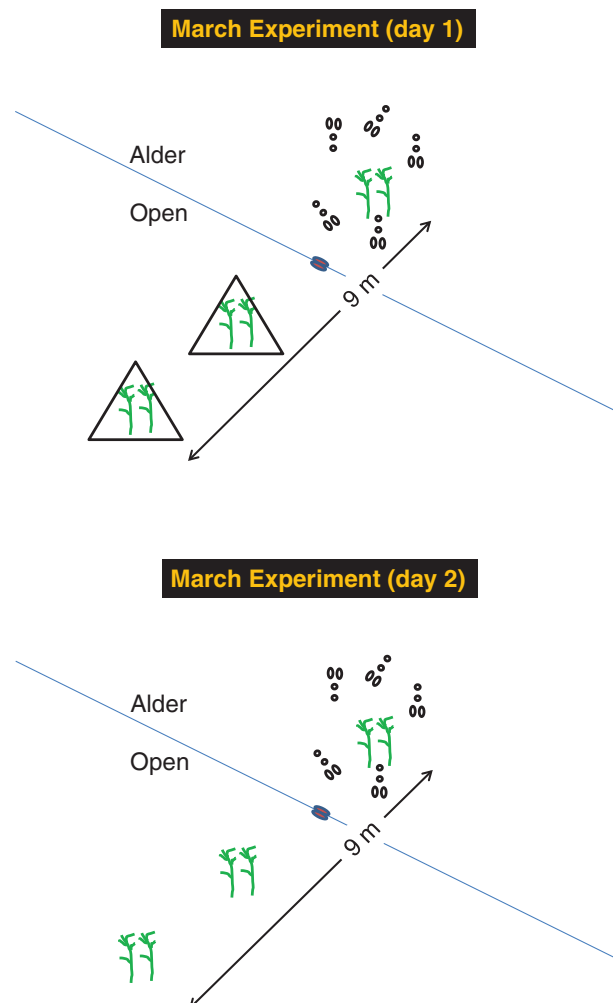 March Experiment (day 1)
Alder
Open
9 m
March Experiment (day 2)
Alder
Open
9 m